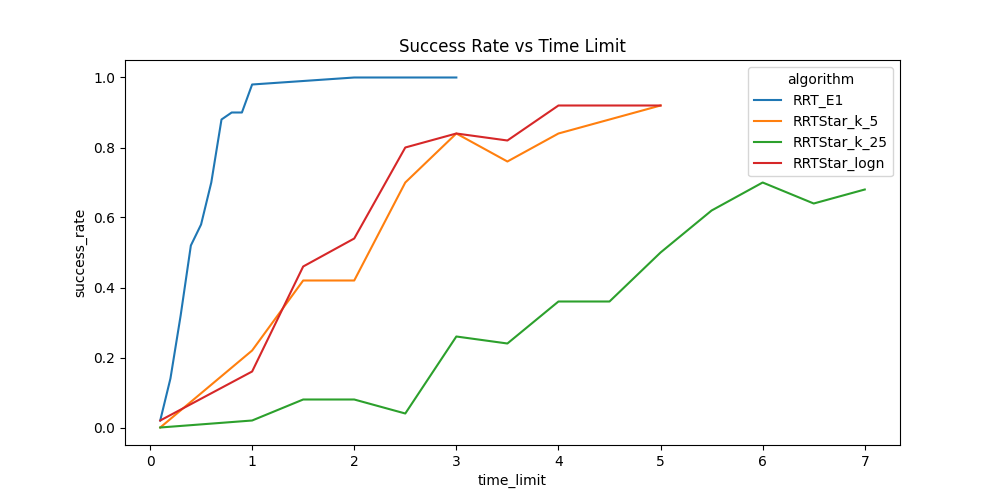 Success Rate vs Time Limit
algorithm
RRT_E1
RRTStar_k_5
RRTStar_k_25
RRTStar_logn
success_rate
1.0
0.8
0.6
0.4
0.2
0.0
0 1 2 3 4 5 6 7
time_limit